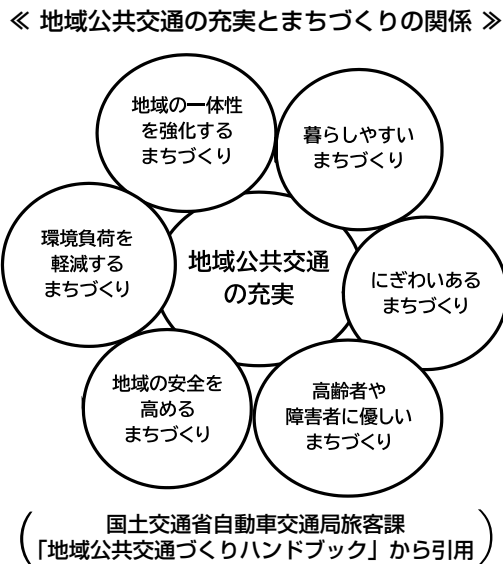 ≪ 地域公共交通の充実とまちづくりの関係 ≫
地域の一体性
を強化する
まちづくり
暮らしやすい
まちづくり
環境負荷を
軽減する
まちづくり
地域公共交通
の充実
にぎわいある
まちづくり
地域の安全を
高める
まちづくり
高齢者や
障害者に優しい
まちづくり
(国土交通省自動車交通局旅客課
「地域公共交通づくりハンドブック」から引用)